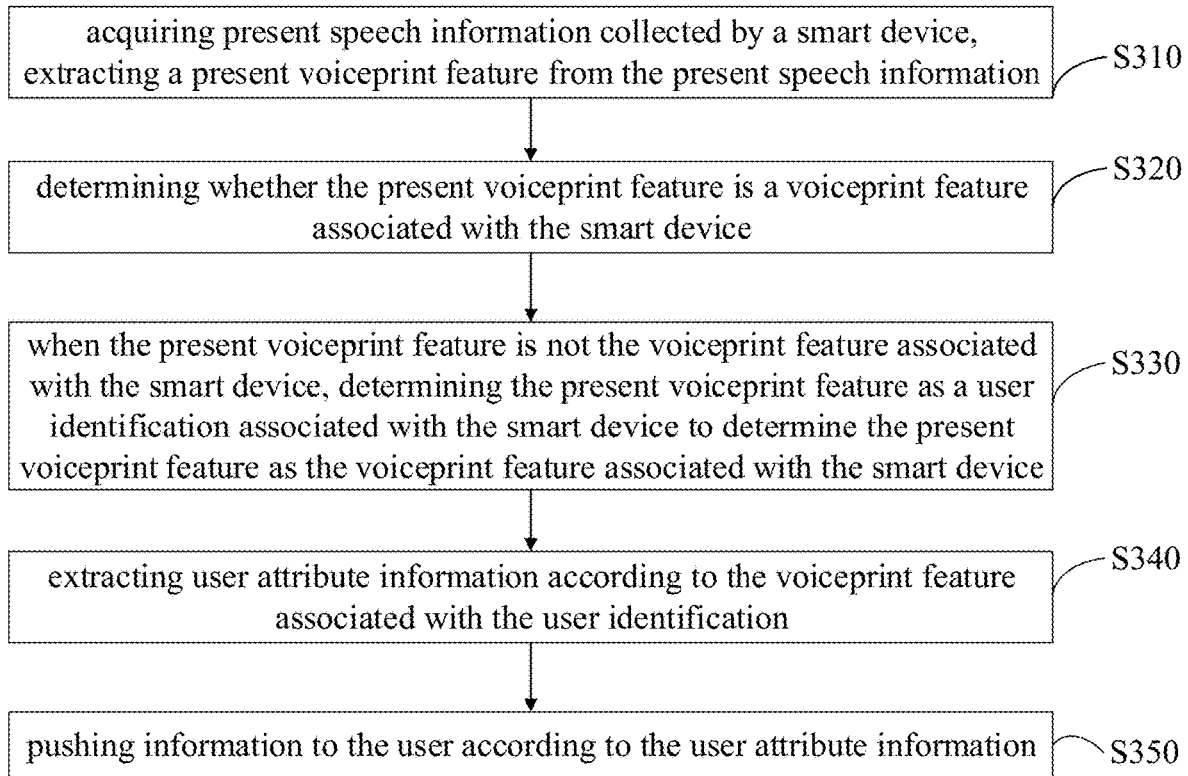 acquiring present speech information collected by a smart device,
extracting a present voiceprint feature from the present speech information
S310
determining whether the present voiceprint feature is a voiceprint feature
associated with the smart device
S320
when the present voiceprint feature is not the voiceprint feature associated
with the smart device, determining the present voiceprint feature as a user
identification associated with the smart device to determine the present
voiceprint feature as the voiceprint feature associated with the smart device
S330
extracting user attribute information according to the voiceprint feature
associated with the user identification
S340
pushing information to the user according to the user attribute information
S350